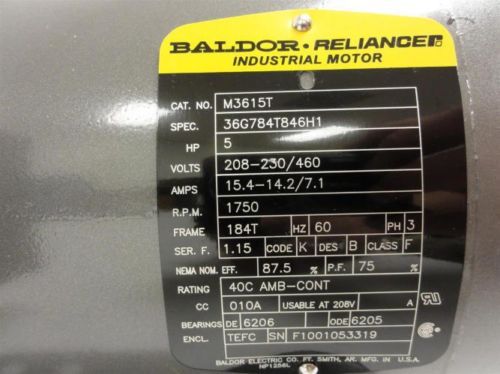 BALDOR · RELIANCE
INDUSTRIAL MOTOR
CAT. NO. M3615T
SPEC. 36G784T846H1
HP 5
VOLTS 208-230/460
AMPS 15.4-14.2/7.1
R.P.M. 1750
FRAME 184T HZ 60 PH 3
SER. F. 1.15 CODE K DES B CLASS F
NEMA NOM. EFF. 87.5 % P.F. 75 %
RATING 40C AMB-CONT
CC 010A USABLE AT 208V A
BEARINGS DE 6206 ODE 6205
ENCL. TEFC SN F1001053319
BALDOR ELECTRIC CO. FT. SMITH, AR. MFG. IN U.S.A.
NP1256L